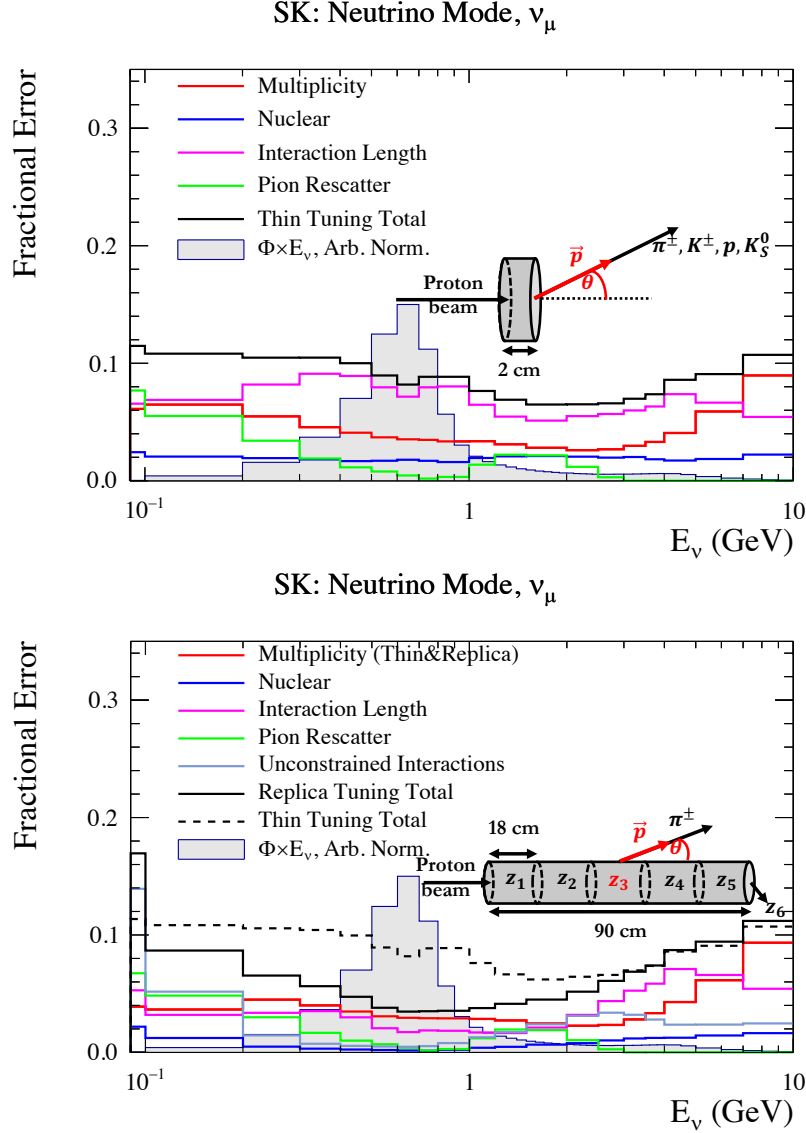 SK: Neutrino Mode, νμ
Fractional Error
0.3
0.2
0.1
0.0
Multiplicity
Nuclear
Interaction Length
Pion Rescatter
Thin Tuning Total
Φ×Eν, Arb. Norm.
π±, K±, p, K⁰S
p⃗
θ
Proton
beam
2 cm
10⁻¹
1
10
Eν (GeV)
SK: Neutrino Mode, νμ
Fractional Error
0.3
0.2
0.1
0.0
Multiplicity (Thin&Replica)
Nuclear
Interaction Length
Pion Rescatter
Unconstrained Interactions
Replica Tuning Total
Thin Tuning Total
Φ×Eν, Arb. Norm.
18 cm
p⃗
π±
θ
Proton
beam
z1
z2
z3
z4
z5
z6
90 cm
10⁻¹
1
10
Eν (GeV)